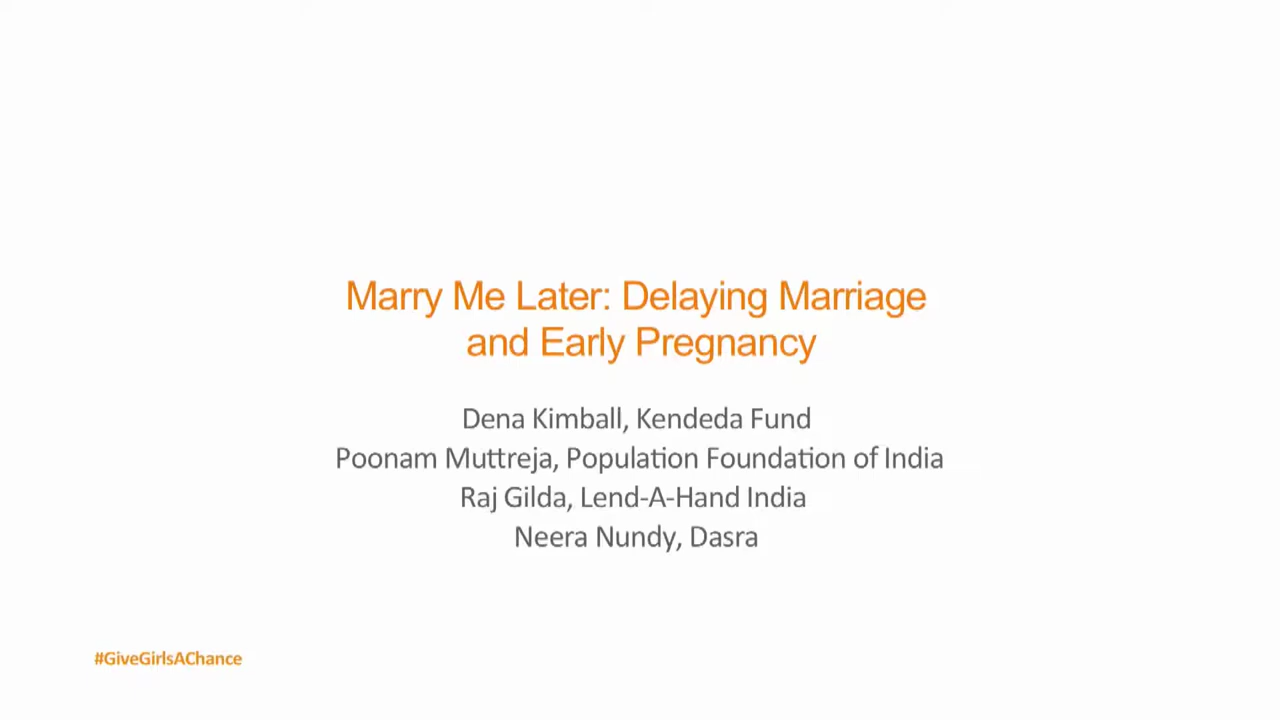 Marry Me Later: Delaying Marriage
and Early Pregnancy
Dena Kimball, Kendeda Fund
Poonam Muttreja, Population Foundation of India
Raj Gilda, Lend-A-Hand India
Neera Nundy, Dasra
#GiveGirlsAChance